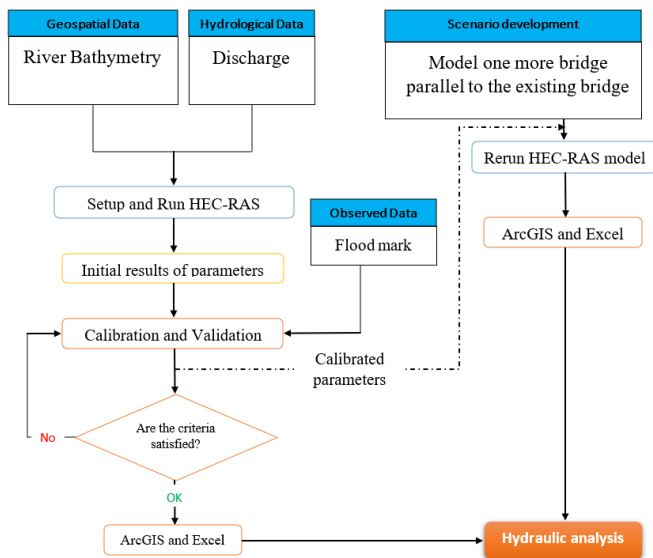 Geospatial Data
River Bathymetry
Hydrological Data
Discharge
Scenario development
Model one more bridge
parallel to the existing bridge
Rerun HEC-RAS model
Setup and Run HEC-RAS
Observed Data
Flood mark
ArcGIS and Excel
Initial results of parameters
Calibration and Validation
Calibrated
parameters
Are the criteria
satisfied?
No
OK
ArcGIS and Excel
Hydraulic analysis